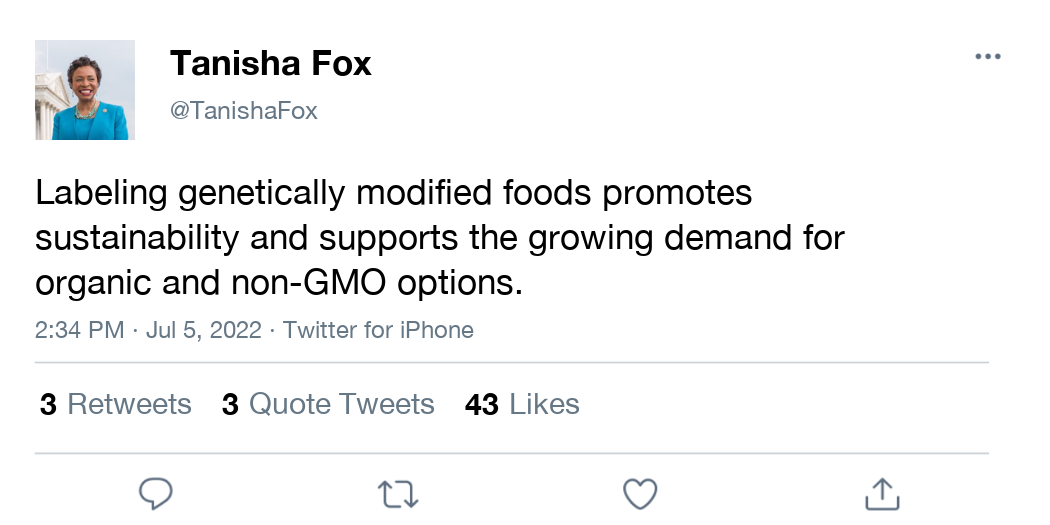 Tanisha Fox
@TanishaFox
Labeling genetically modified foods promotes
sustainability and supports the growing demand for
organic and non-GMO options.
2:34 PM · Jul 5, 2022 · Twitter for iPhone
3 Retweets 3 Quote Tweets 43 Likes